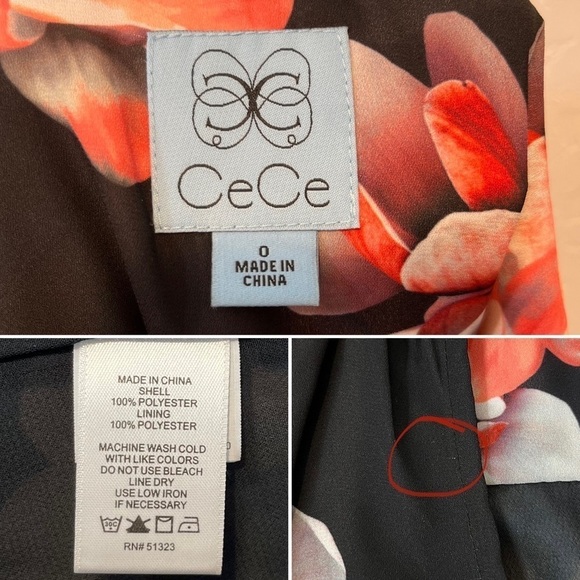 CeCe
0
MADE IN
CHINA
MADE IN CHINA
SHELL
100% POLYESTER
LINING
100% POLYESTER
MACHINE WASH COLD
WITH LIKE COLORS
DO NOT USE BLEACH
LINE DRY
USE LOW IRON
IF NECESSARY
30C
RN# 51323